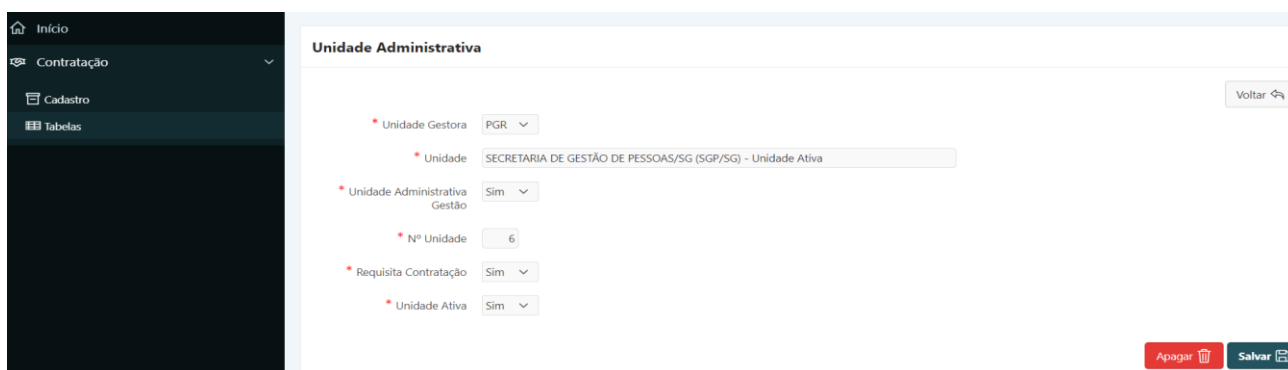 Início
Contratação
Cadastro
Tabelas
Unidade Administrativa
Voltar
* Unidade Gestora PGR
* Unidade SECRETARIA DE GESTÃO DE PESSOAS/SG (SGP/SG) - Unidade Ativa
* Unidade Administrativa Sim
Gestão
* Nº Unidade 6
* Requisita Contratação Sim
* Unidade Ativa Sim
Apagar Salvar